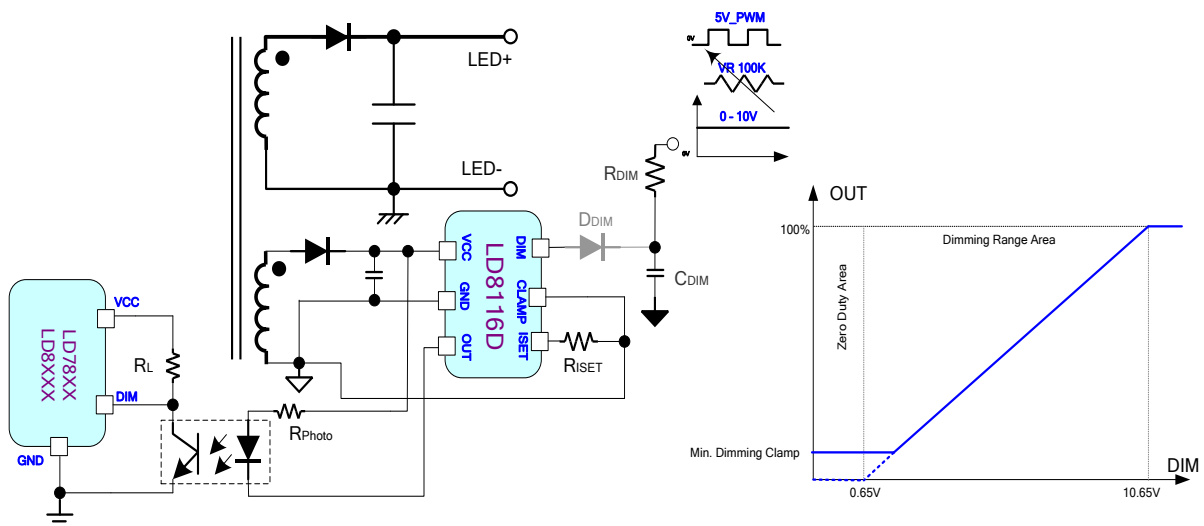 5V_PWM
0V
VR 100K
0 - 10V
0V
LED+
LED-
RDIM
DDIM
CDIM
VCC
GND
OUT
LD8116D
DIM
CLAMP
ISET
RISET
VCC
LD78XX
LD8XXX
RL
DIM
GND
RPhoto
OUT
100%
Dimming Range Area
Zero Duty Area
Min. Dimming Clamp
DIM
0.65V
10.65V